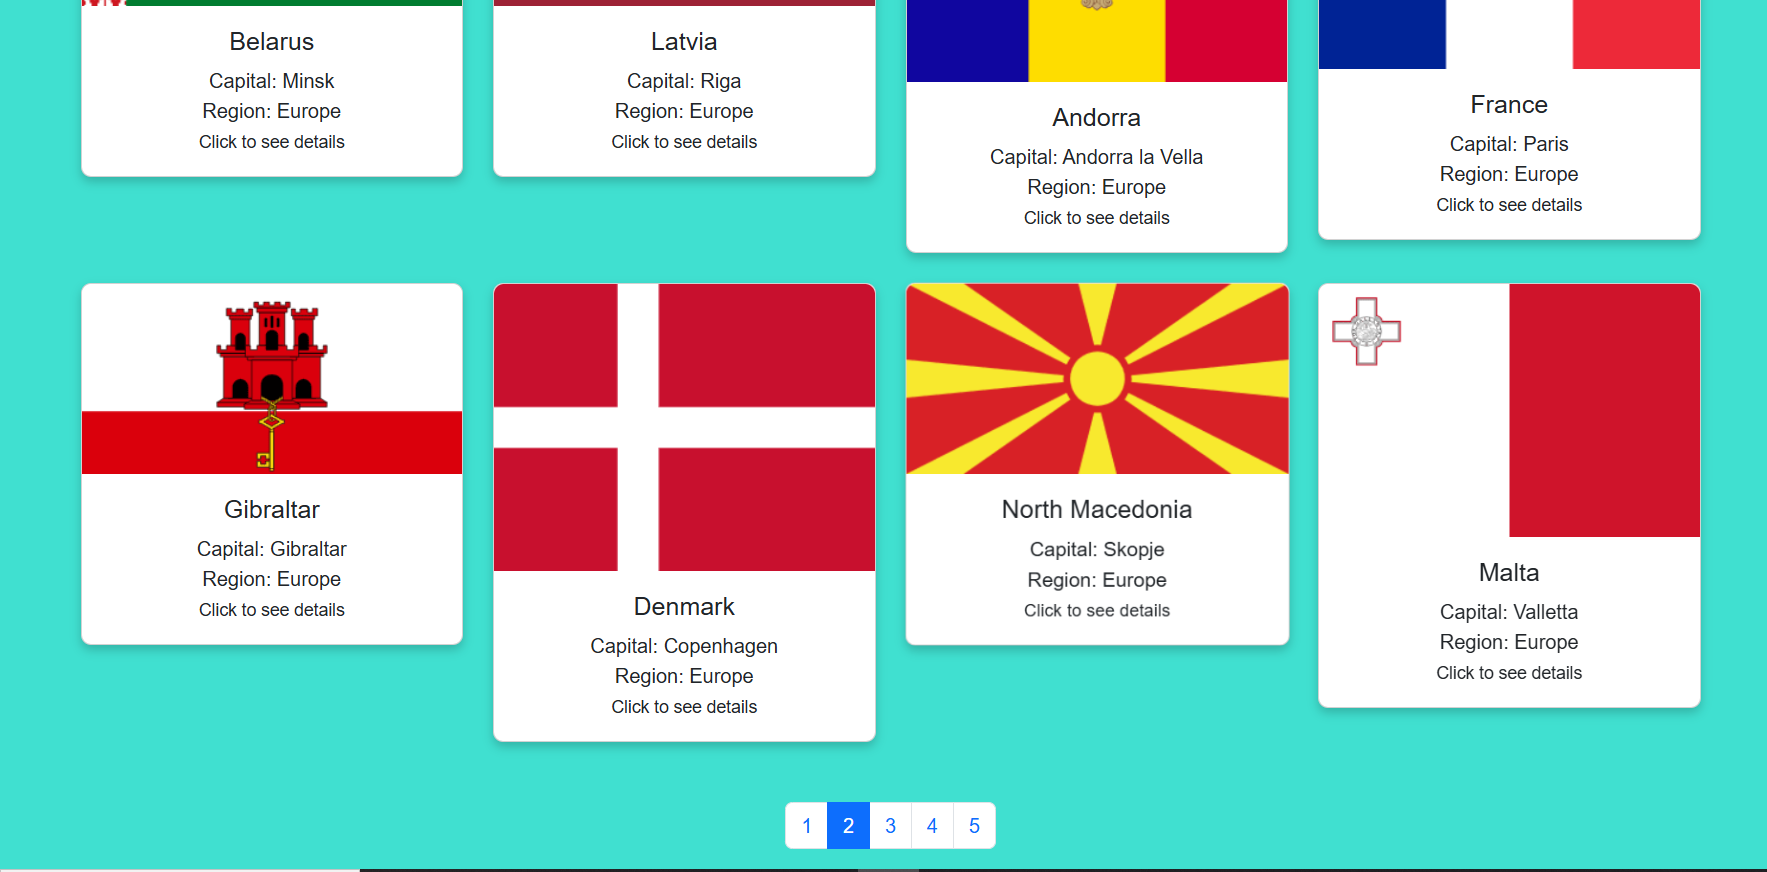 Belarus
Capital: Minsk
Region: Europe
Click to see details
Latvia
Capital: Riga
Region: Europe
Click to see details
Andorra
Capital: Andorra la Vella
Region: Europe
Click to see details
France
Capital: Paris
Region: Europe
Click to see details
Gibraltar
Capital: Gibraltar
Region: Europe
Click to see details
Denmark
Capital: Copenhagen
Region: Europe
Click to see details
North Macedonia
Capital: Skopje
Region: Europe
Click to see details
Malta
Capital: Valletta
Region: Europe
Click to see details
1 2 3 4 5